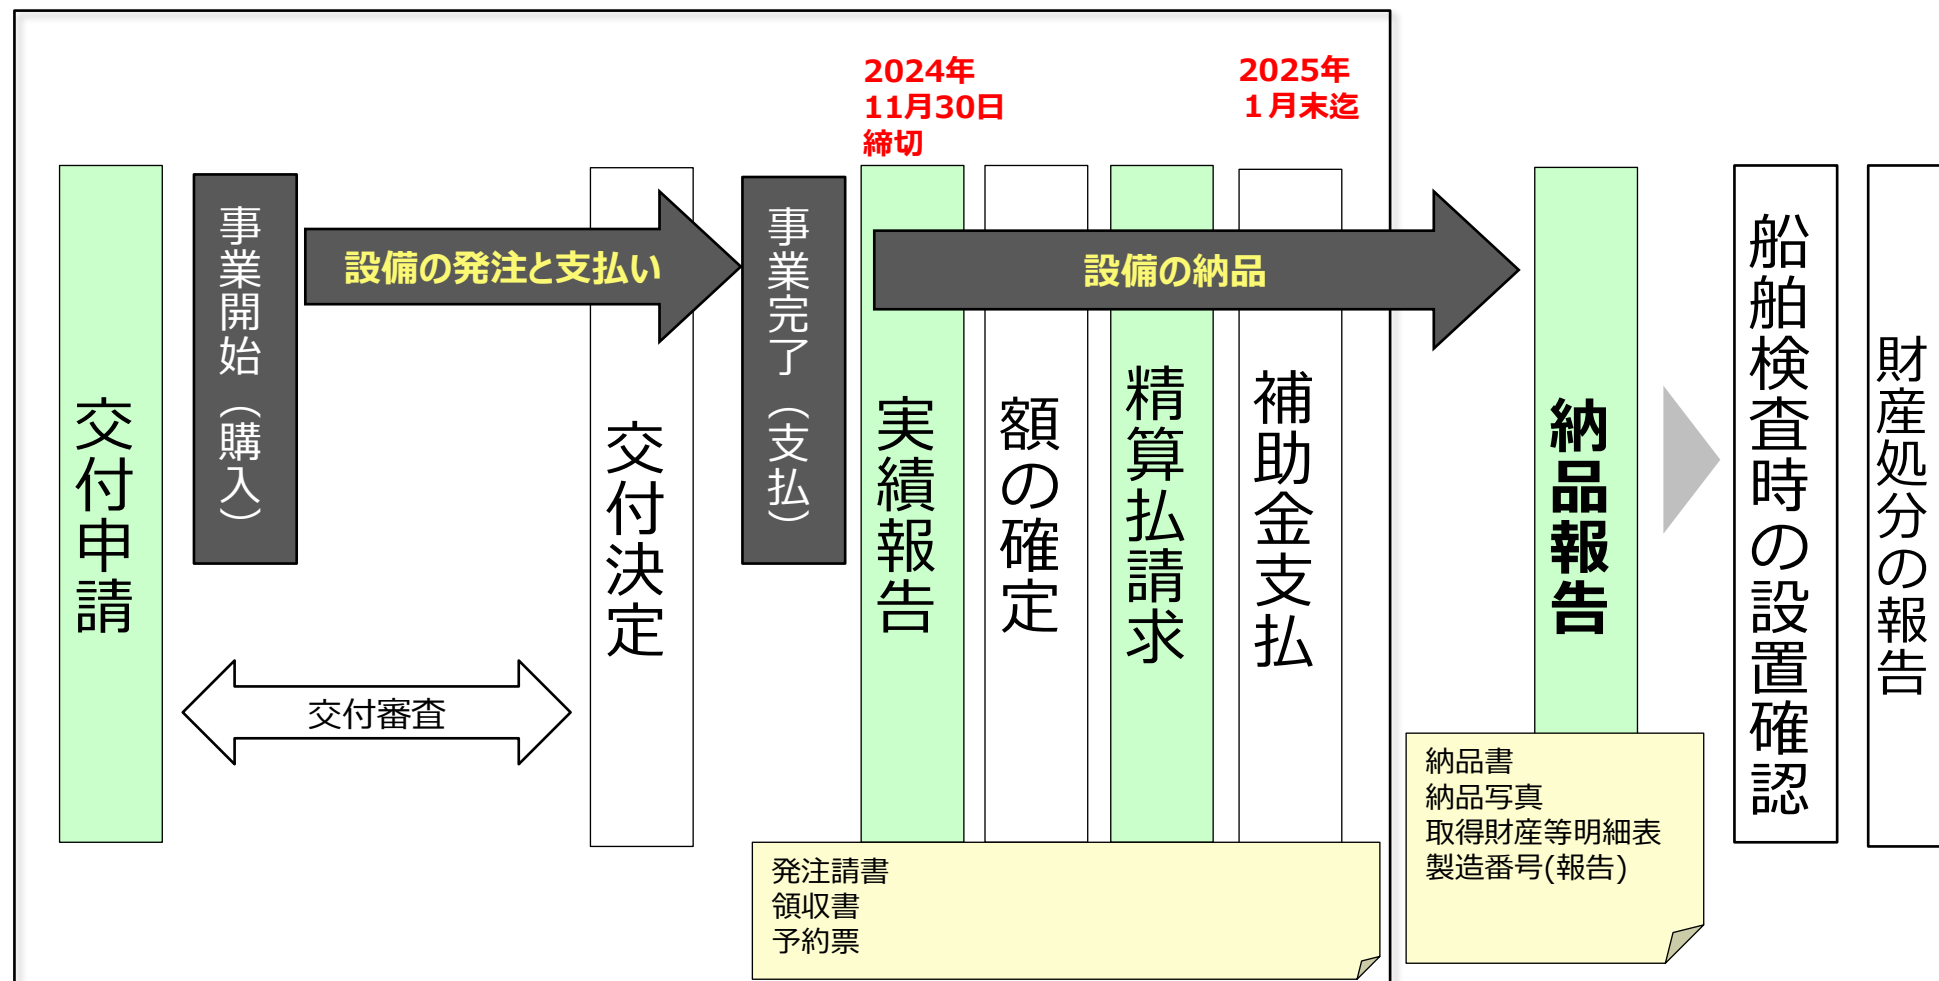 2024年
11月30日
締切
2025年
１月末迄
交付申請
事業開始（購入）
設備の発注と支払い
交付審査
交付決定
事業完了（支払）
実績報告
額の確定
精算払請求
補助金支払
設備の納品
発注請書
領収書
予約票
納品報告
納品書
納品写真
取得財産等明細表
製造番号(報告)
船舶検査時の設置確認
財産処分の報告